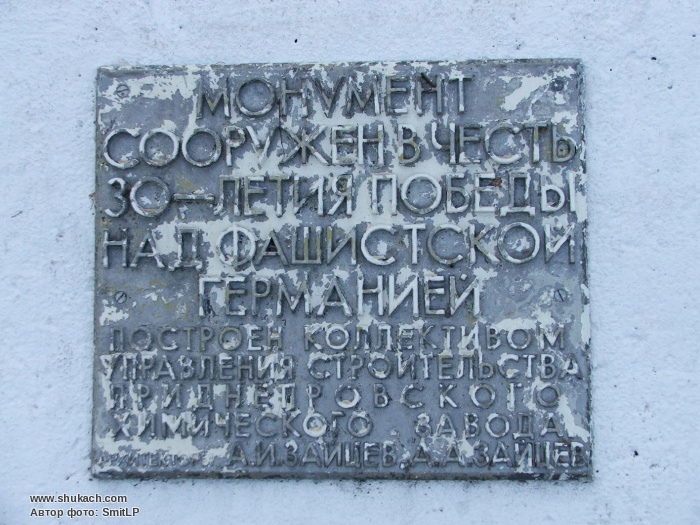 МОНУМЕНТ
СООРУЖЕН В ЧЕСТЬ
30—ЛЕТИЯ ПОБЕДЫ
НАД ФАШИСТСКОЙ
ГЕРМАНИЕЙ
ПОСТРОЕН КОЛЛЕКТИВОМ
УПРАВЛЕНИЯ СТРОИТЕЛЬСТВА
ПРИДНЕПРОВСКОГО
ХИМИЧЕСКОГО ЗАВОДА
АРХИТЕКТОРЫ А.И.ЗАЙЦЕВ, А.А.ЗАЙЦЕВ
www.shukach.com
Автор фото: SmitLP